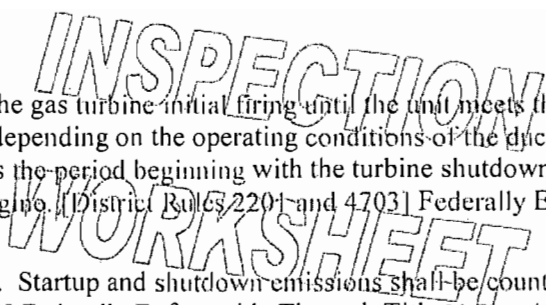 INSPECTION
he gas turbine initial firing until the unit meets th
depending on the operating conditions of the duc
s the period beginning with the turbine shutdown
gine. [District Rules 2201 and 4703] Federally E
WORKSHEET
. Startup and shutdown emissions shall be count